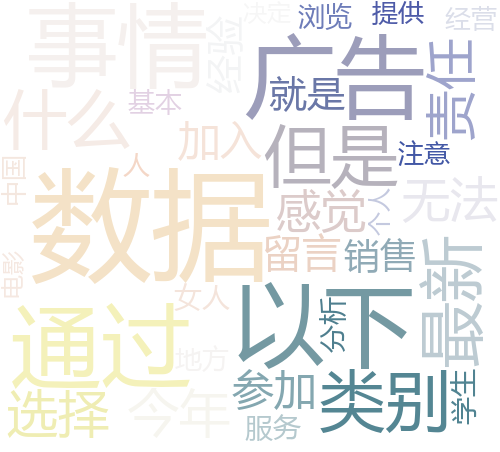 决定
浏览
提供
经营
事情
经验
广告
责任
什么
基本
就是
加入
但是
注意
中国
人
数据
感觉
个人
无法
留言
销售
电影
女人
以下
最新
通过
分析
地方
选择
今年
参加
类别
学生
服务